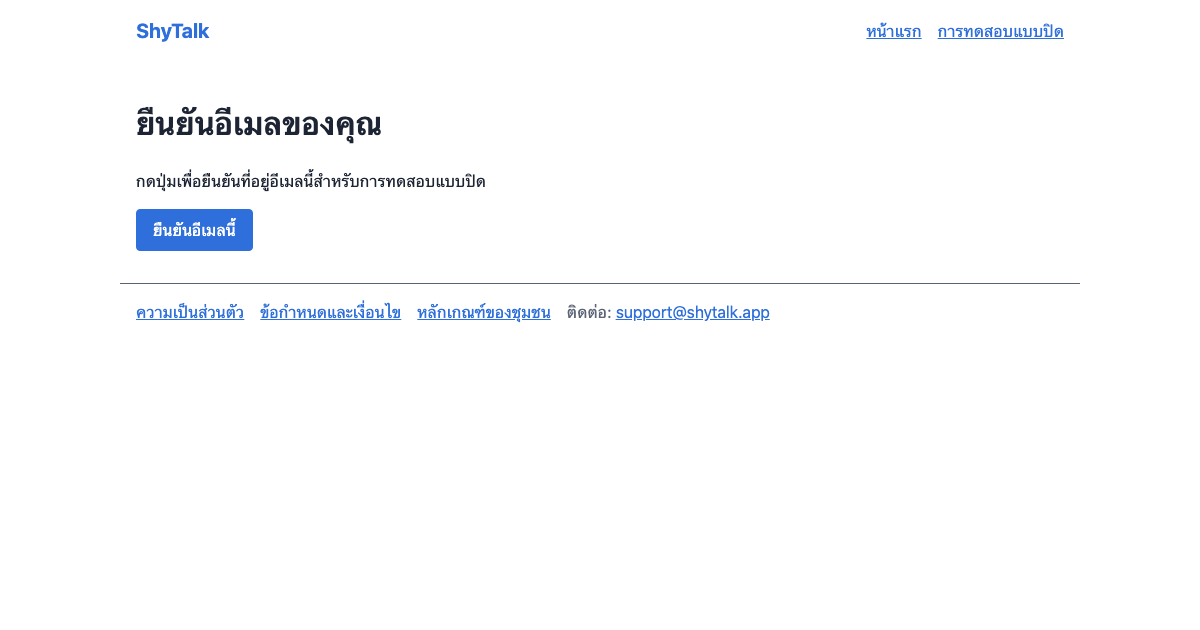 ShyTalk
หน้าแรก การทดสอบแบบปิด
ยืนยันอีเมลของคุณ
กดปุ่มเพื่อยืนยันที่อยู่อีเมลนี้สำหรับการทดสอบแบบปิด
ยืนยันอีเมลนี้
ความเป็นส่วนตัว ข้อกำหนดและเงื่อนไข หลักเกณฑ์ของชุมชน ติดต่อ: support@shytalk.app